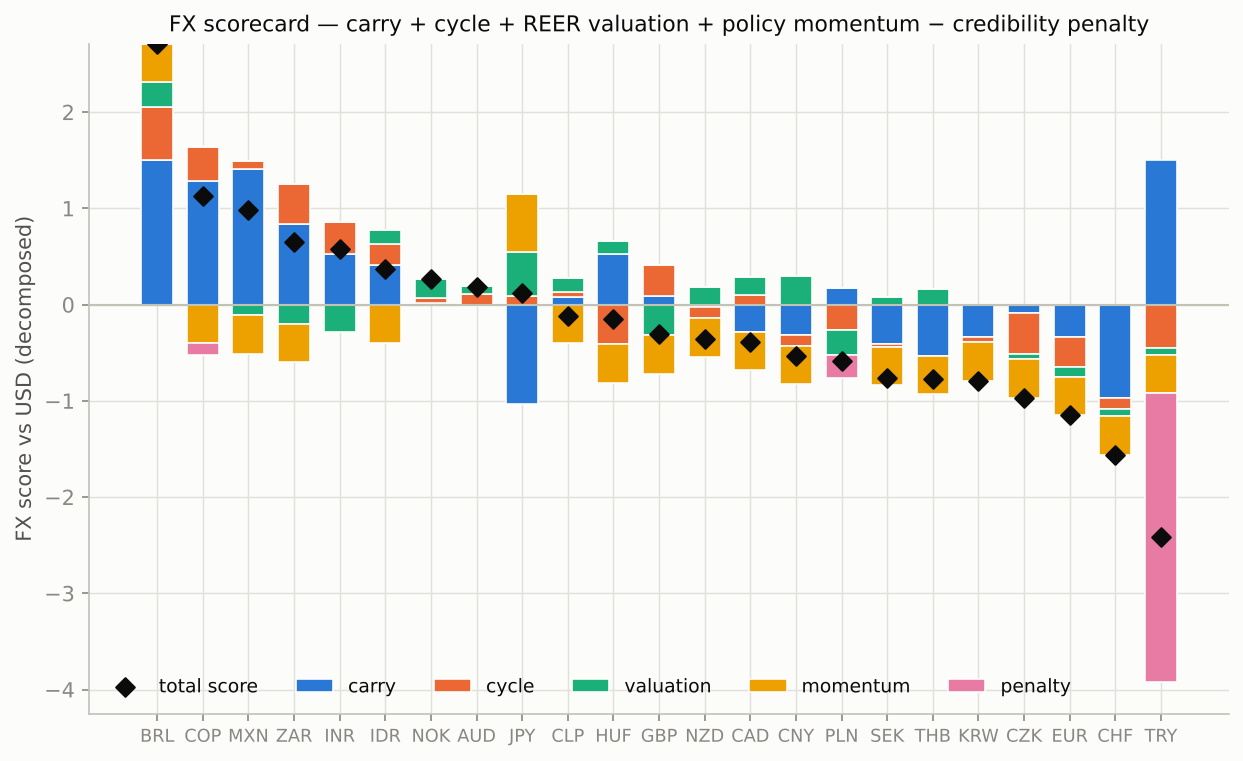 FX scorecard — carry + cycle + REER valuation + policy momentum − credibility penalty
FX score vs USD (decomposed)
2
1
0
−1
−2
−3
−4
total score carry cycle valuation momentum penalty
BRL COP MXN ZAR INR IDR NOK AUD JPY CLP HUF GBP NZD CAD CNY PLN SEK THB KRW CZK EUR CHF TRY